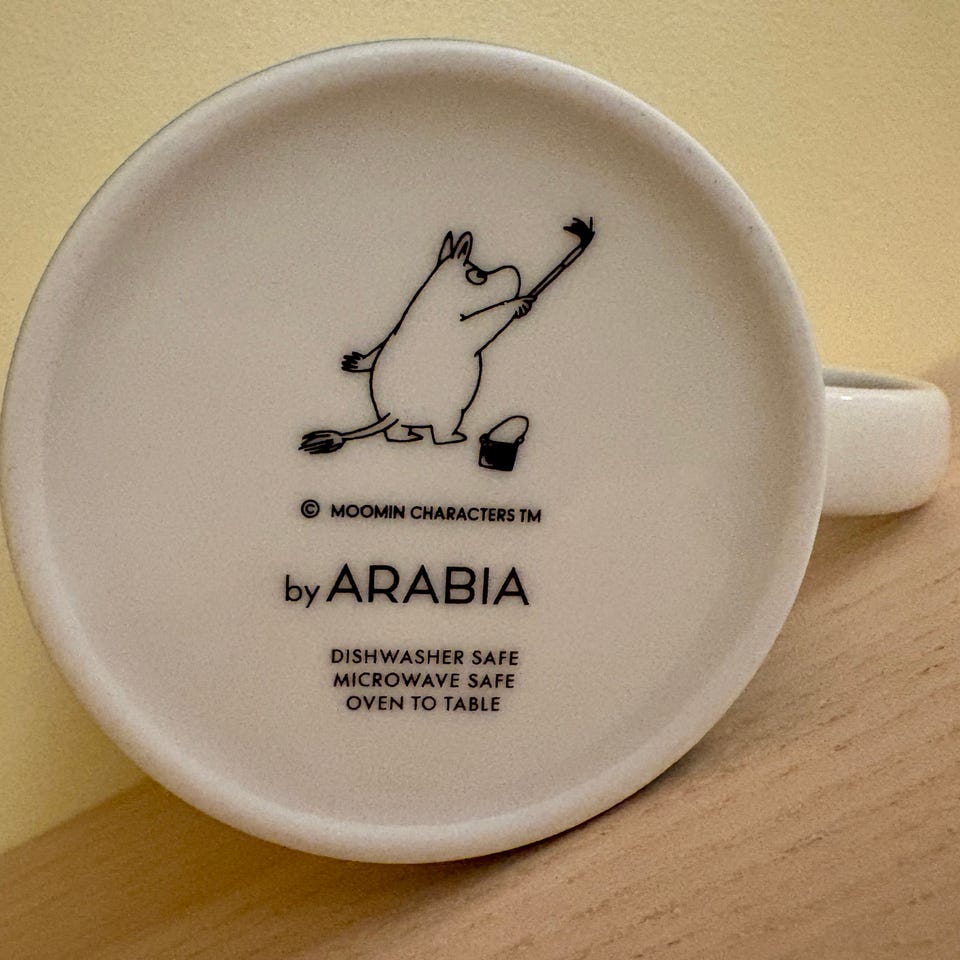 © MOOMIN CHARACTERS TM
by ARABIA
DISHWASHER SAFE
MICROWAVE SAFE
OVEN TO TABLE